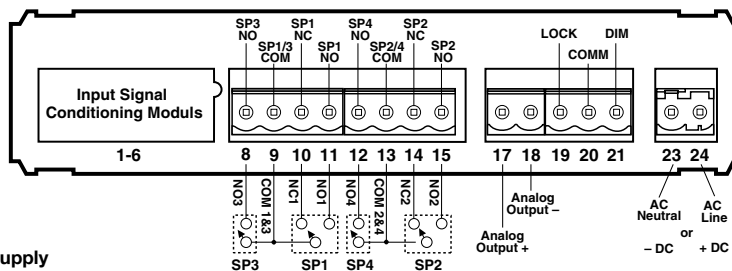 SP3 NO
SP1/3 COM
SP1 NC
SP1 NO
SP4 NO
SP2/4 COM
SP2 NC
SP2 NO
LOCK
COMM
DIM
Input Signal
Conditioning Moduls
1-6
8 9 10 11 12 13 14 15 17 18 19 20 21 23 24
NO3
COM 1&3
NC1
NO1
NO4
COM 2&4
NC2
NO2
Analog
Output –
Analog
Output +
AC
Neutral
AC
Line
or
– DC
+ DC
SP3 SP1 SP4 SP2
upply